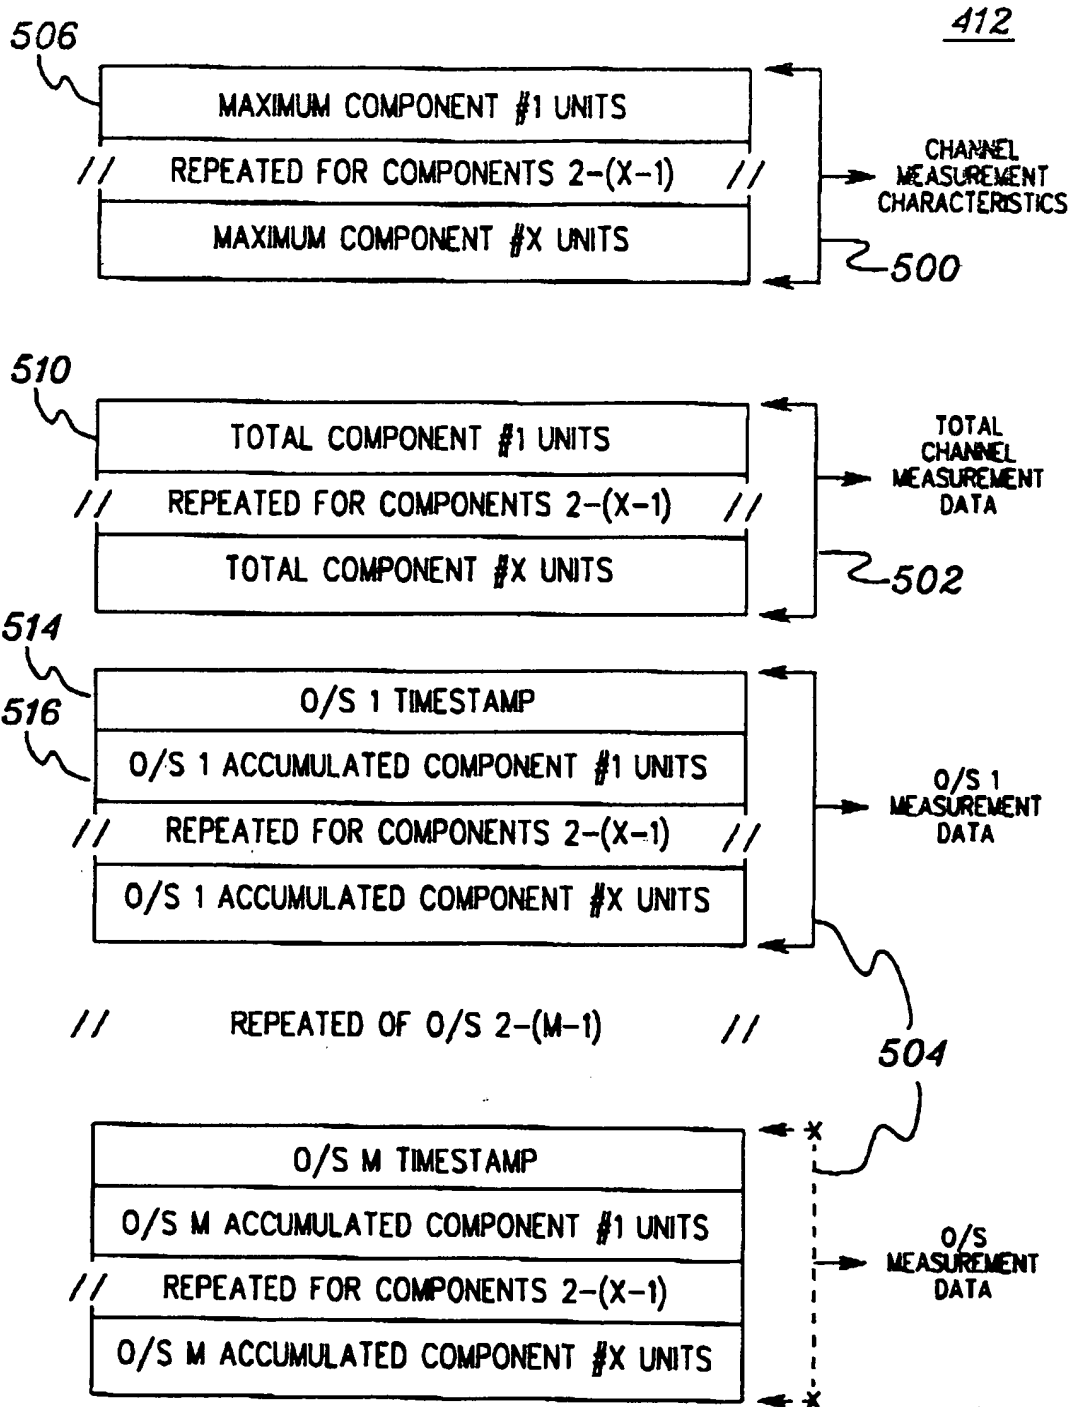 412
506
MAXIMUM COMPONENT #1 UNITS
// REPEATED FOR COMPONENTS 2-(X-1) //
MAXIMUM COMPONENT #X UNITS
CHANNEL
MEASUREMENT
CHARACTERISTICS
500
510
TOTAL COMPONENT #1 UNITS
// REPEATED FOR COMPONENTS 2-(X-1) //
TOTAL COMPONENT #X UNITS
TOTAL
CHANNEL
MEASUREMENT
DATA
502
514
O/S 1 TIMESTAMP
516
O/S 1 ACCUMULATED COMPONENT #1 UNITS
// REPEATED FOR COMPONENTS 2-(X-1) //
O/S 1 ACCUMULATED COMPONENT #X UNITS
O/S 1
MEASUREMENT
DATA
// REPEATED OF O/S 2-(M-1) //
504
O/S M TIMESTAMP
O/S M ACCUMULATED COMPONENT #1 UNITS
// REPEATED FOR COMPONENTS 2-(X-1)
O/S M ACCUMULATED COMPONENT #X UNITS
O/S
MEASUREMENT
DATA